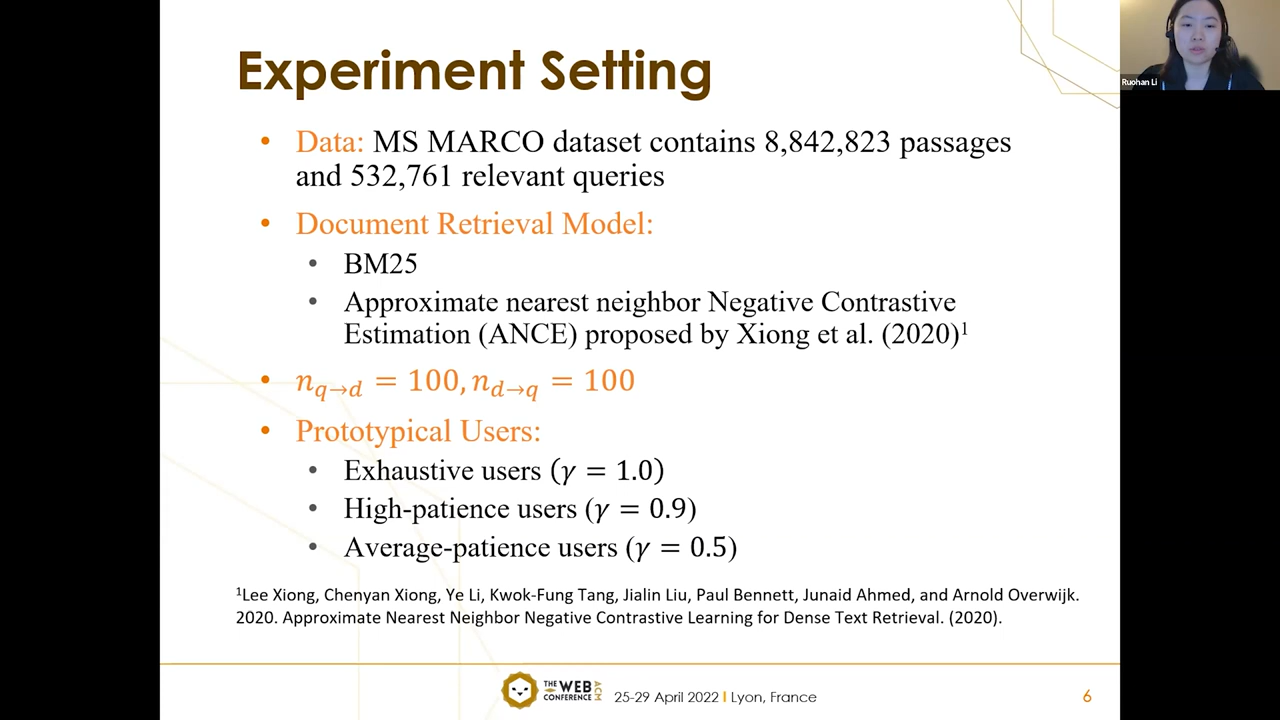 Experiment Setting
Ruohan Li
• Data: MS MARCO dataset contains 8,842,823 passages
and 532,761 relevant queries
• Document Retrieval Model:
• BM25
• Approximate nearest neighbor Negative Contrastive
Estimation (ANCE) proposed by Xiong et al. (2020)¹
• n_{q→d} = 100, n_{d→q} = 100
• Prototypical Users:
• Exhaustive users (γ = 1.0)
• High-patience users (γ = 0.9)
• Average-patience users (γ = 0.5)
¹Lee Xiong, Chenyan Xiong, Ye Li, Kwok-Fung Tang, Jialin Liu, Paul Bennett, Junaid Ahmed, and Arnold Overwijk.
2020. Approximate Nearest Neighbor Negative Contrastive Learning for Dense Text Retrieval. (2020).
THE WEB CONFERENCE ACM
25-29 April 2022 | Lyon, France
6